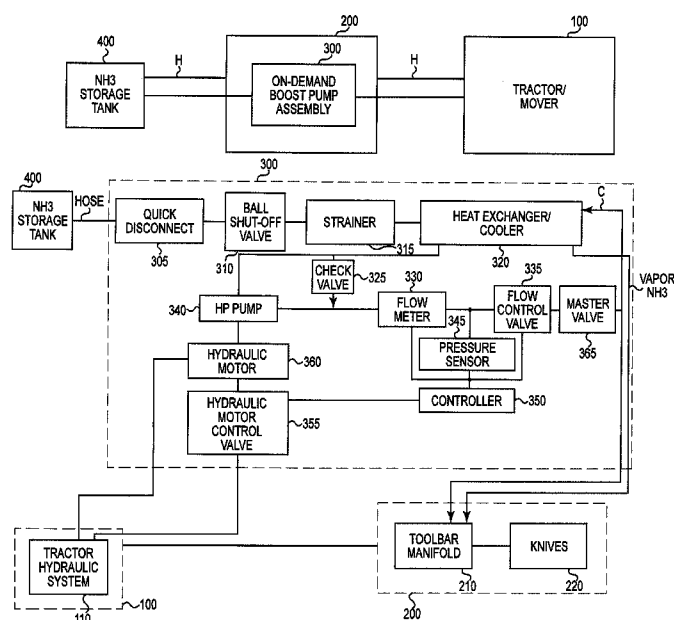 400
NH3
STORAGE
TANK
H
200
300
ON-DEMAND
BOOST PUMP
ASSEMBLY
H
100
TRACTOR/
MOVER
300
400
NH3
STORAGE
TANK
HOSE
QUICK
DISCONNECT
305
BALL
SHUT-OFF
VALVE
310
STRAINER
315
HEAT EXCHANGER/
COOLER
320
C
VAPOR
NH3
CHECK
VALVE
325
330
FLOW
METER
335
FLOW
CONTROL
VALVE
MASTER
VALVE
365
340
HP PUMP
345
PRESSURE
SENSOR
HYDRAULIC
MOTOR
360
CONTROLLER
350
HYDRAULIC
MOTOR
CONTROL
VALVE
355
TRACTOR
HYDRAULIC
SYSTEM
110
100
TOOLBAR
MANIFOLD
210
KNIVES
220
200